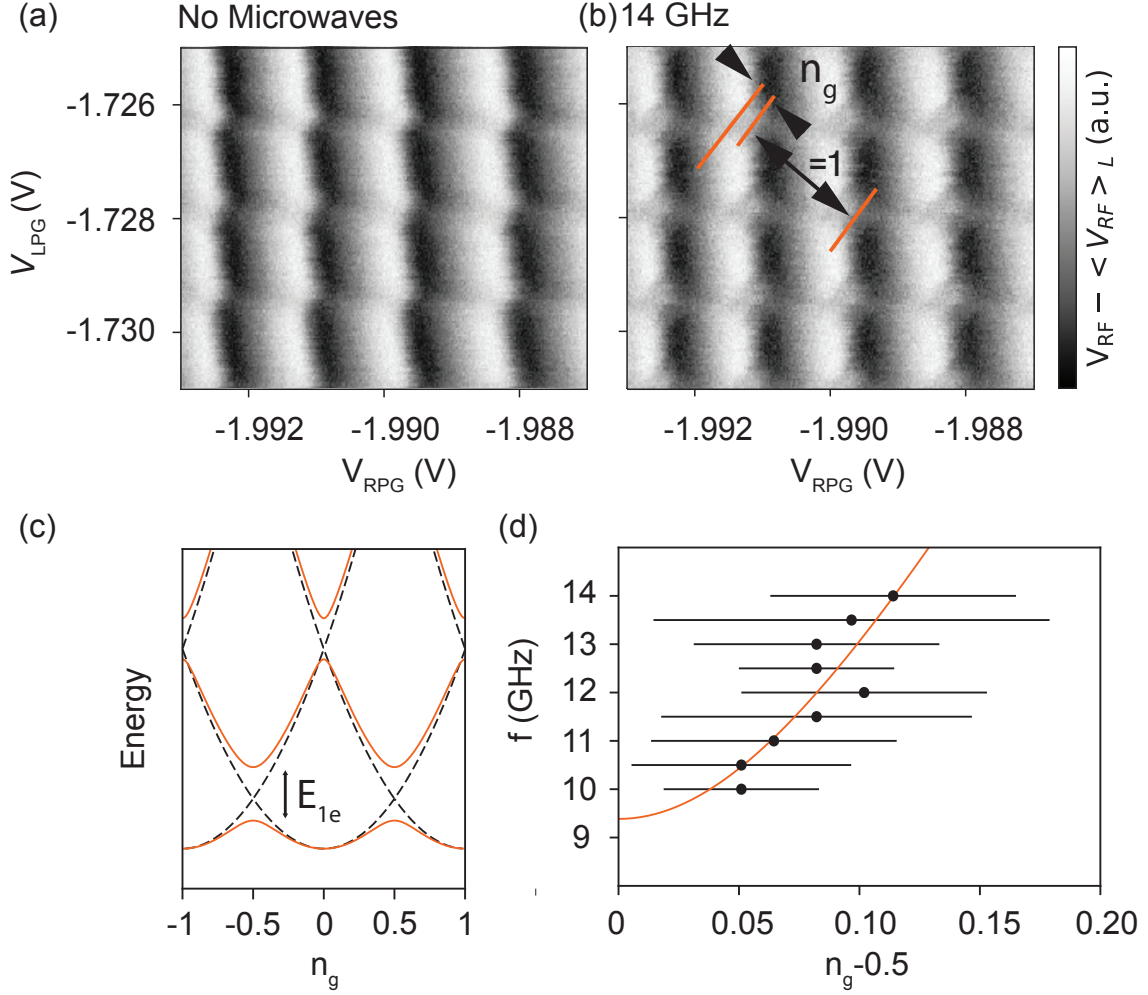 (a)
No Microwaves
(b) 14 GHz
-1.726
-1.728
-1.730
V_LPG (V)
-1.992
-1.990
-1.988
V_RPG (V)
n_g
=1
-1.992
-1.990
-1.988
V_RPG (V)
V_RF − < V_RF >_L (a.u.)
(c)
Energy
E_1e
-1
-0.5
0
0.5
1
n_g
(d)
14
13
12
11
10
9
f (GHz)
0
0.05
0.10
0.15
0.20
n_g-0.5